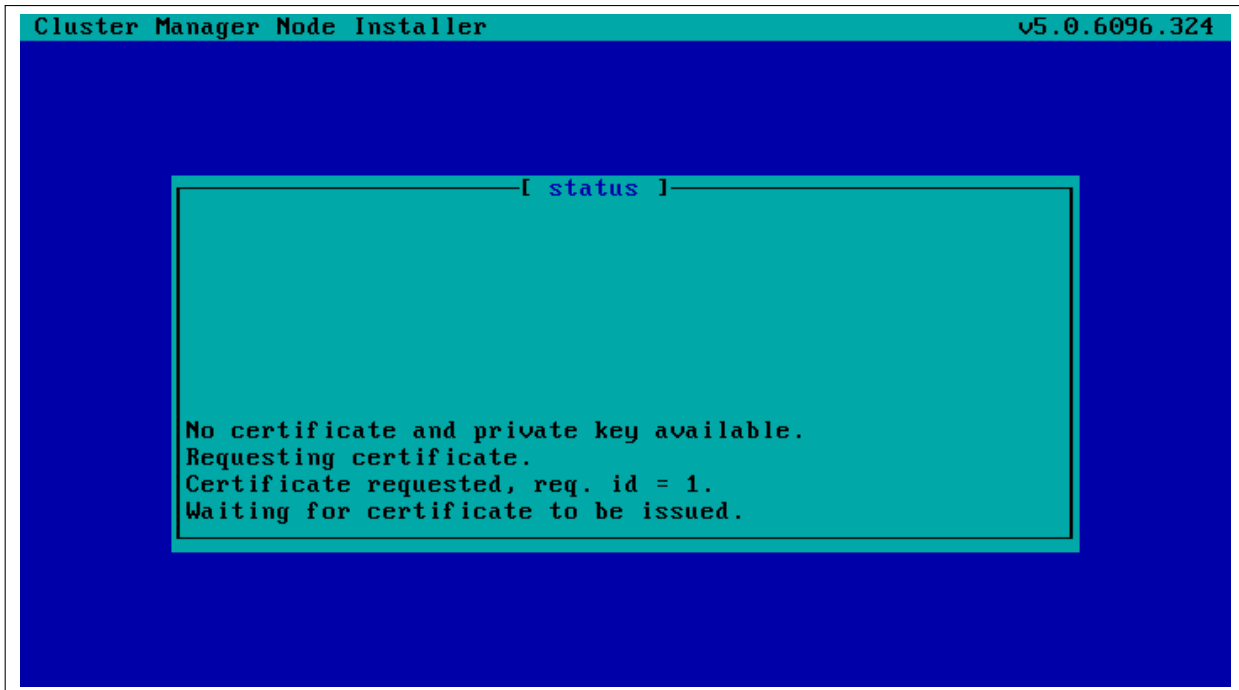 Cluster Manager Node Installer v5.0.6096.324
[ status ]
No certificate and private key available.
Requesting certificate.
Certificate requested, req. id = 1.
Waiting for certificate to be issued.